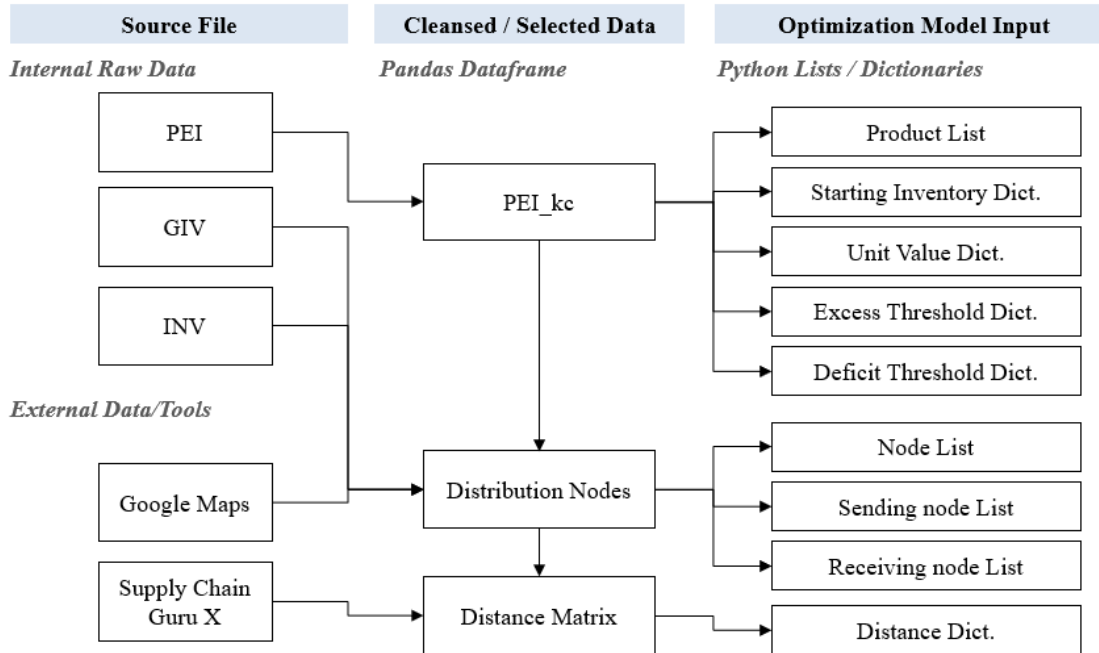 Source File
Cleansed / Selected Data
Optimization Model Input
Internal Raw Data
Pandas Dataframe
Python Lists / Dictionaries
PEI
GIV
INV
External Data/Tools
Google Maps
Supply Chain
Guru X
PEI_kc
Distribution Nodes
Distance Matrix
Product List
Starting Inventory Dict.
Unit Value Dict.
Excess Threshold Dict.
Deficit Threshold Dict.
Node List
Sending node List
Receiving node List
Distance Dict.